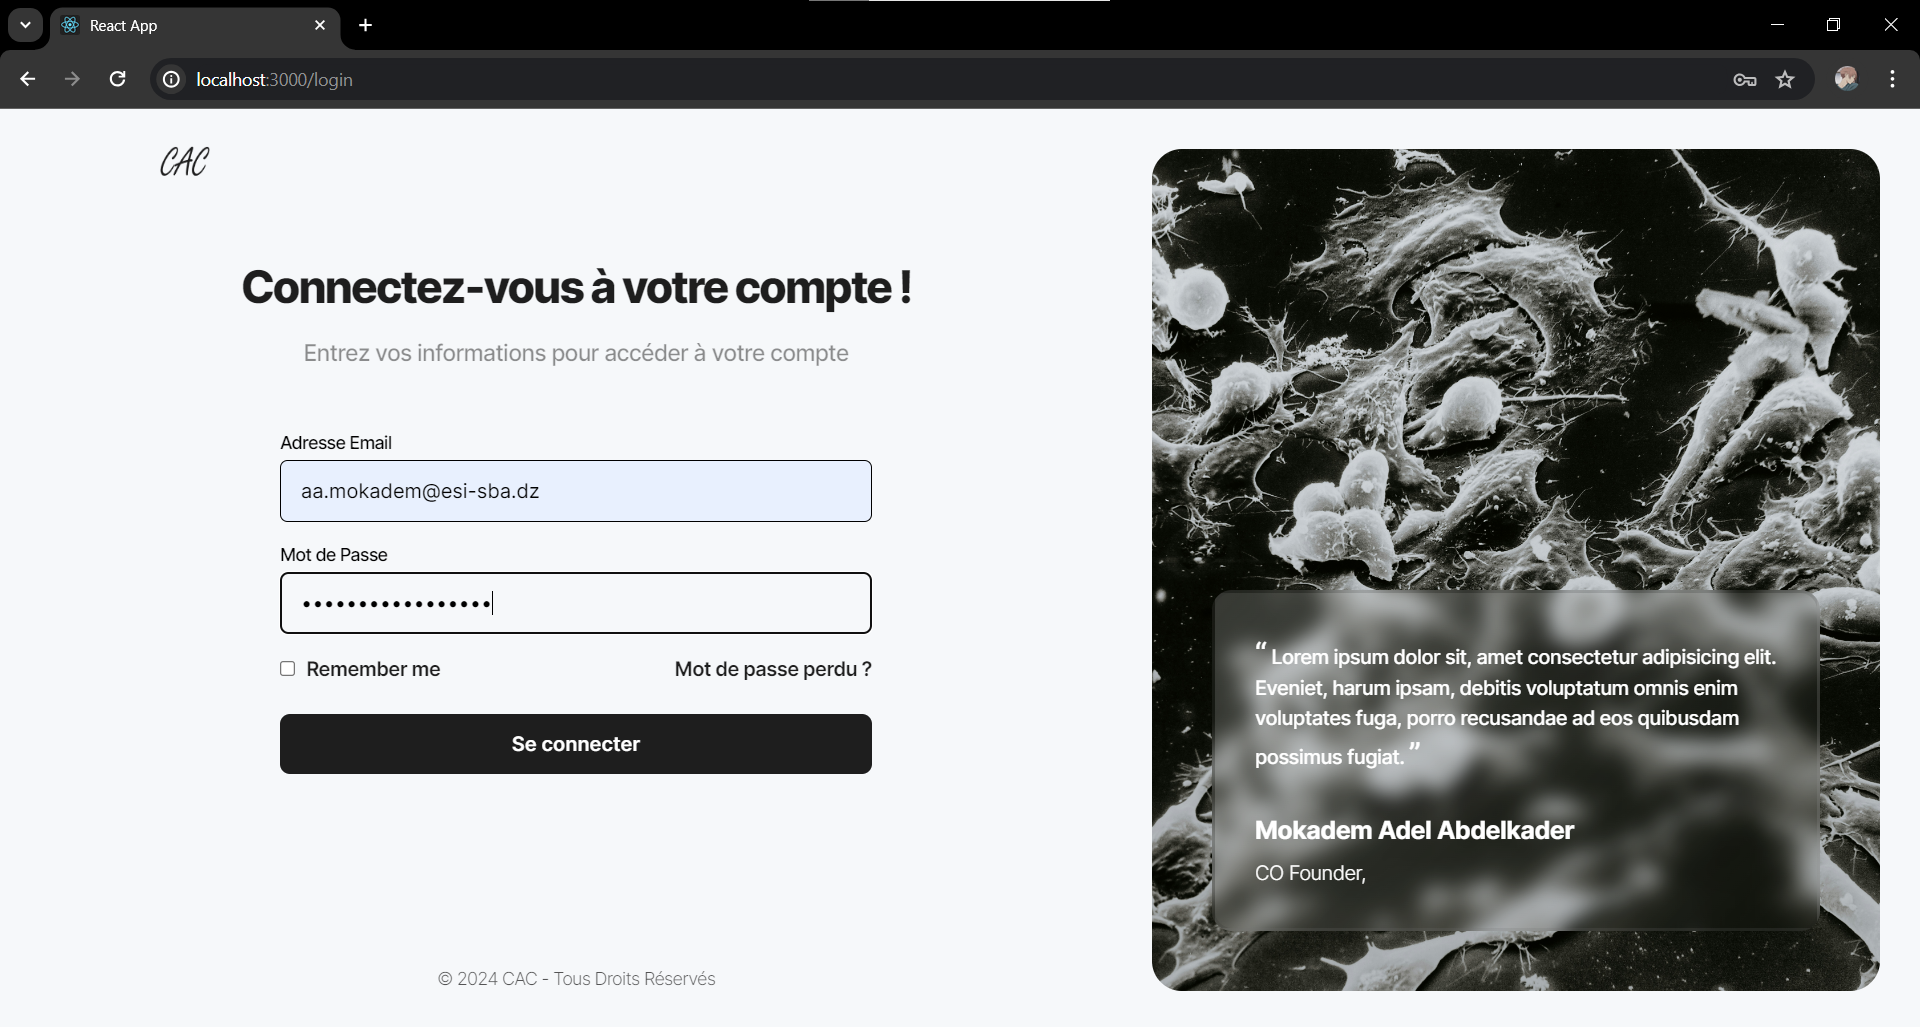 React App
localhost:3000/login
CAC
Connectez-vous à votre compte !
Entrez vos informations pour accéder à votre compte
Adresse Email
aa.mokadem@esi-sba.dz
Mot de Passe
•••••••••••••••••
Remember me
Mot de passe perdu ?
Se connecter
© 2024 CAC - Tous Droits Réservés
“ Lorem ipsum dolor sit, amet consectetur adipisicing elit.
Eveniet, harum ipsam, debitis voluptatum omnis enim
voluptates fuga, porro recusandae ad eos quibusdam
possimus fugiat. ”
Mokadem Adel Abdelkader
CO Founder,